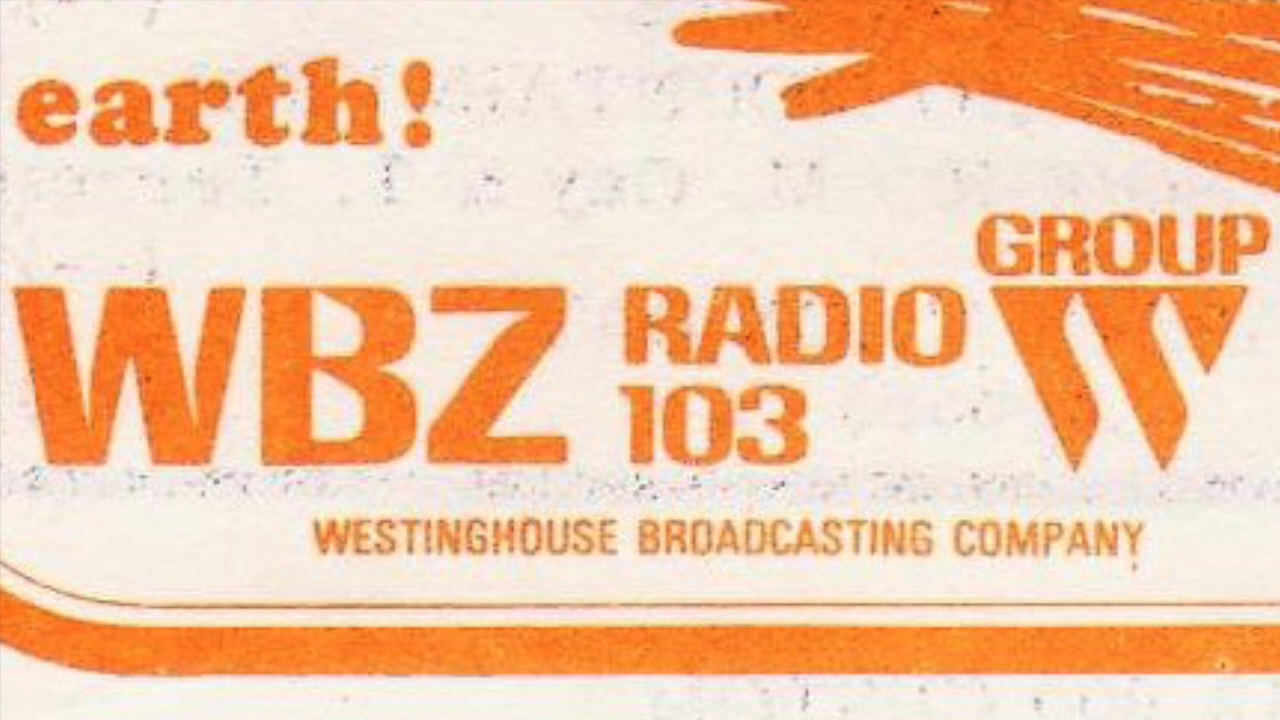 earth!
GROUP
W
WBZ RADIO
103
WESTINGHOUSE BROADCASTING COMPANY